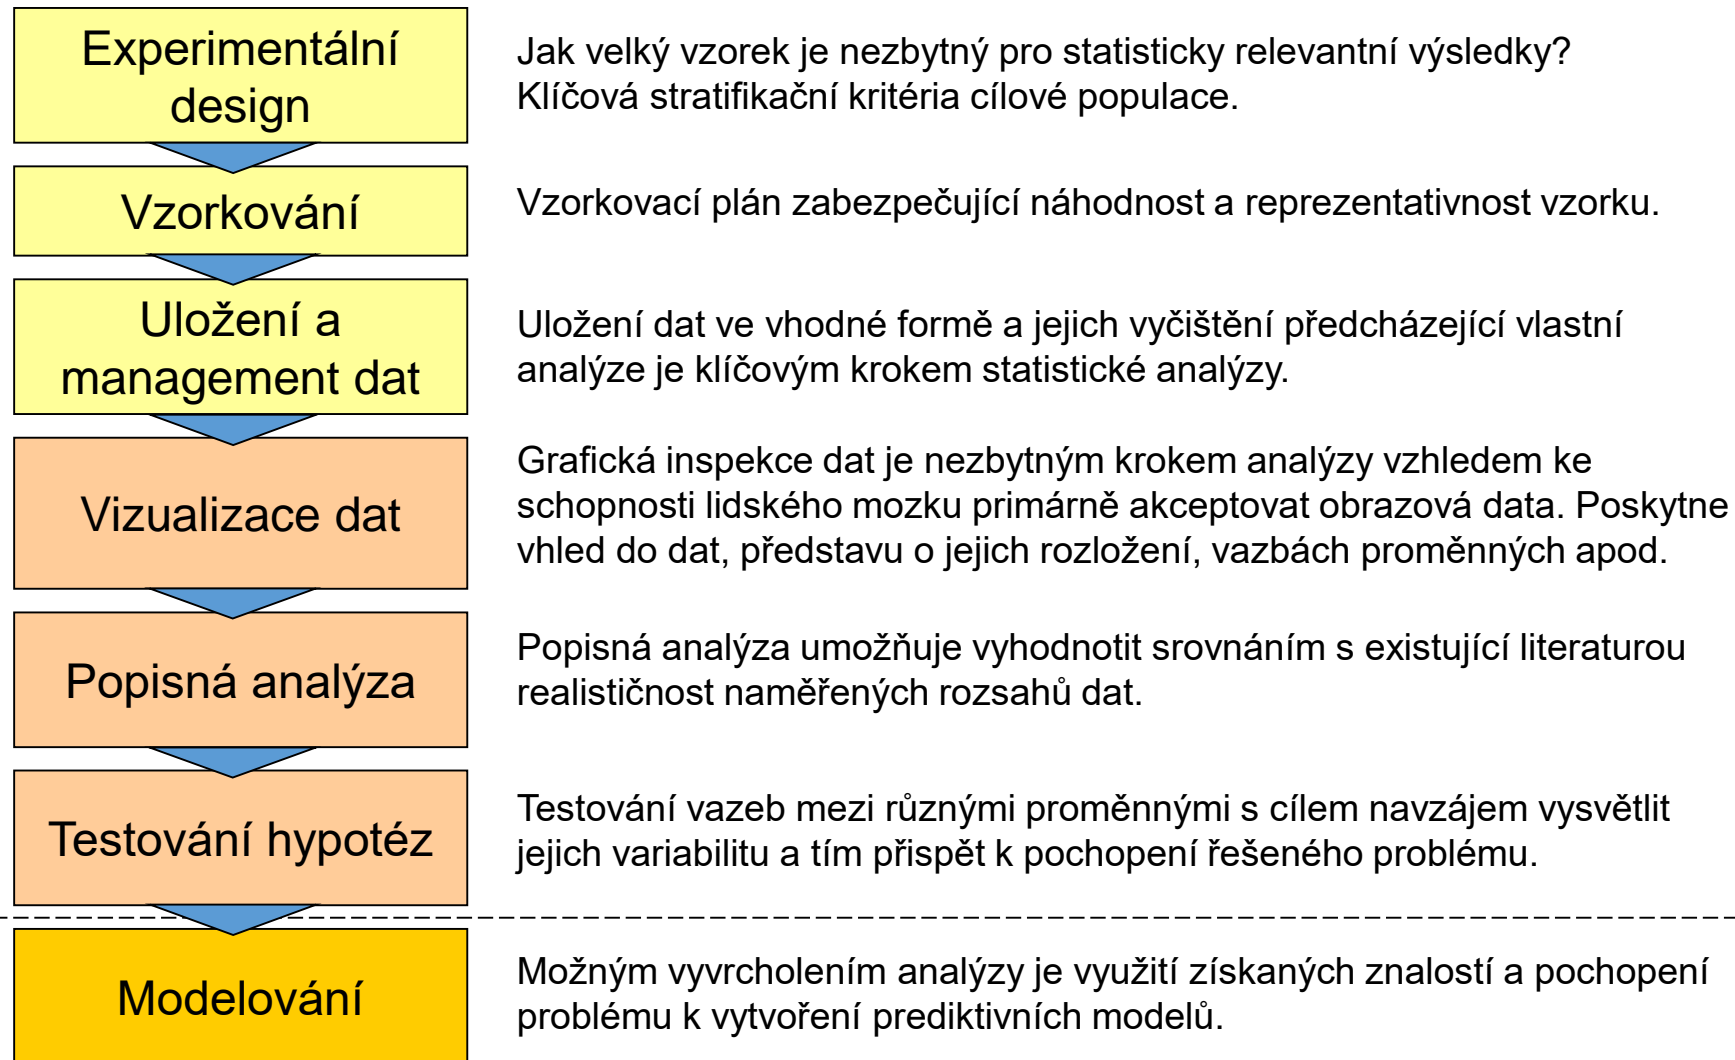 Experimentální
design
Jak velký vzorek je nezbytný pro statisticky relevantní výsledky?
Klíčová stratifikační kritéria cílové populace.
Vzorkování
Vzorkovací plán zabezpečující náhodnost a reprezentativnost vzorku.
Uložení a
management dat
Uložení dat ve vhodné formě a jejich vyčištění předcházející vlastní
analýze je klíčovým krokem statistické analýzy.
Vizualizace dat
Grafická inspekce dat je nezbytným krokem analýzy vzhledem ke
schopnosti lidského mozku primárně akceptovat obrazová data. Poskytne
vhled do dat, představu o jejich rozložení, vazbách proměnných apod.
Popisná analýza
Popisná analýza umožňuje vyhodnotit srovnáním s existující literaturou
realističnost naměřených rozsahů dat.
Testování hypotéz
Testování vazeb mezi různými proměnnými s cílem navzájem vysvětlit
jejich variabilitu a tím přispět k pochopení řešeného problému.
Modelování
Možným vyvrcholením analýzy je využití získaných znalostí a pochopení
problému k vytvoření prediktivních modelů.